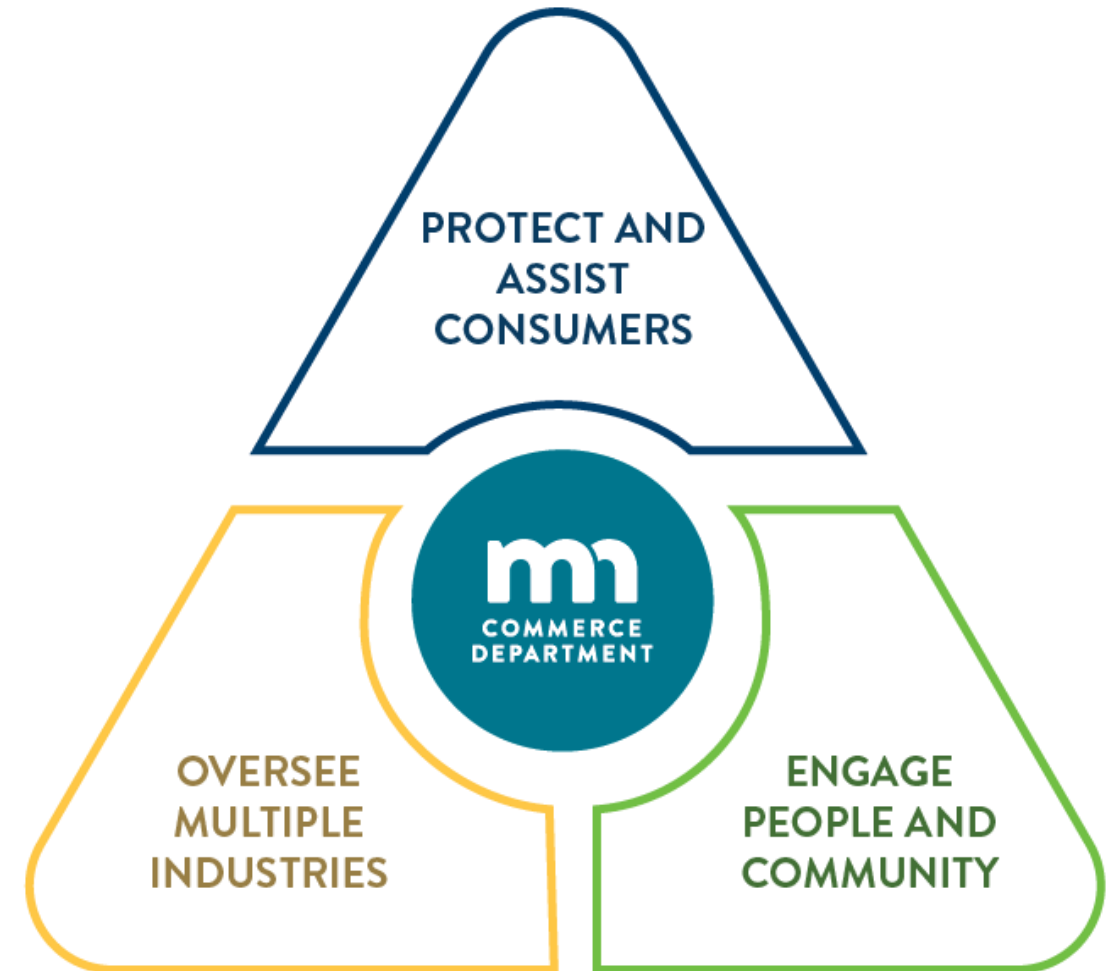 PROTECT AND
ASSIST
CONSUMERS
mn
COMMERCE
DEPARTMENT
OVERSEE
MULTIPLE
INDUSTRIES
ENGAGE
PEOPLE AND
COMMUNITY